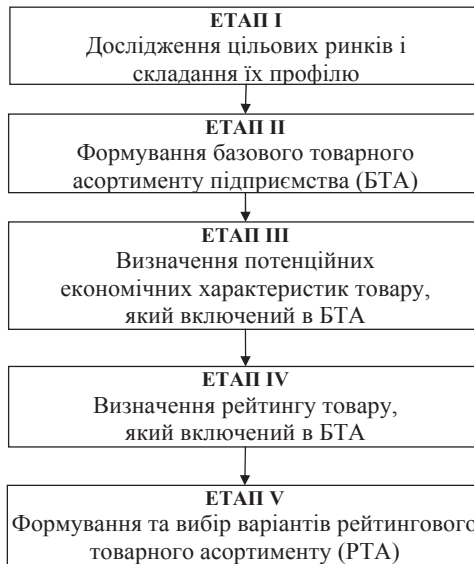 ЕТАП I
Дослідження цільових ринків і
складання їх профілю
ЕТАП II
Формування базового товарного
асортименту підприємства (БТА)
ЕТАП III
Визначення потенційних
економічних характеристик товару,
який включений в БТА
ЕТАП IV
Визначення рейтингу товару,
який включений в БТА
ЕТАП V
Формування та вибір варіантів рейтингового
товарного асортименту (РТА)